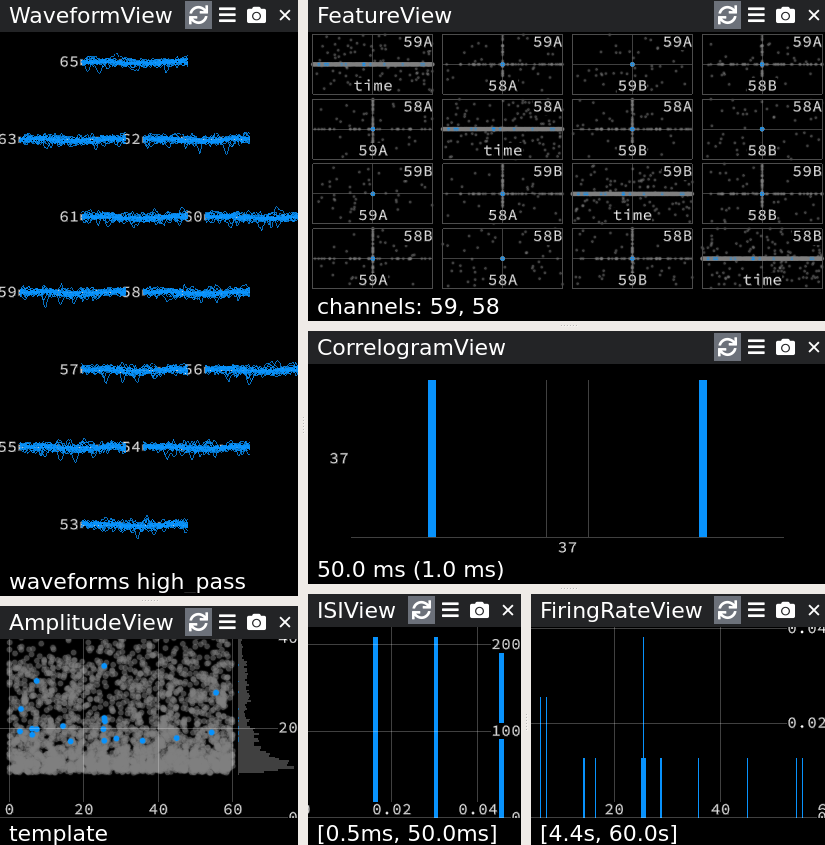 WaveformView
65
63 62
61 60
59 58
57 56
55 54
53
waveforms high_pass
FeatureView
59A 59A 59A 59A
time 58A 59B 58B
58A 58A 58A 58A
59A time 59B 58B
59B 59B 59B 59B
59A 58A time 58B
58B 58B 58B 58B
59A 58A 59B time
channels: 59, 58
CorrelogramView
37
37
50.0 ms (1.0 ms)
AmplitudeView
40
20
0 20 40 60 0
template
ISIView
200
100
0.02 0.04 0
[0.5ms, 50.0ms]
FiringRateView
0.04
0.02
20 40
[4.4s, 60.0s]